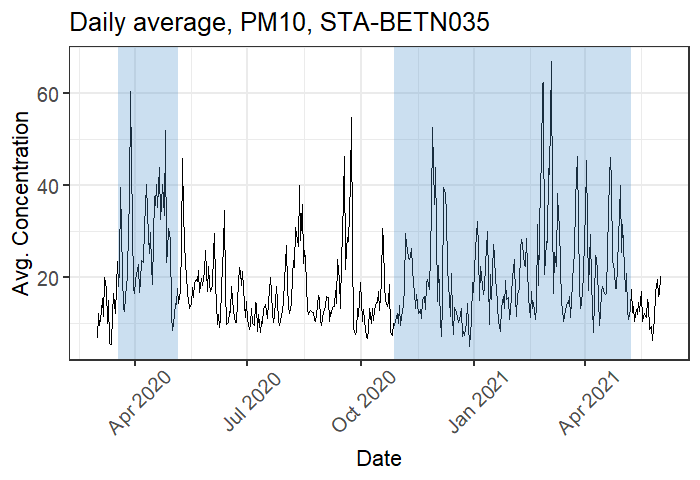 Daily average, PM10, STA-BETN035
Avg. Concentration
60
40
20
Apr 2020
Jul 2020
Oct 2020
Jan 2021
Apr 2021
Date